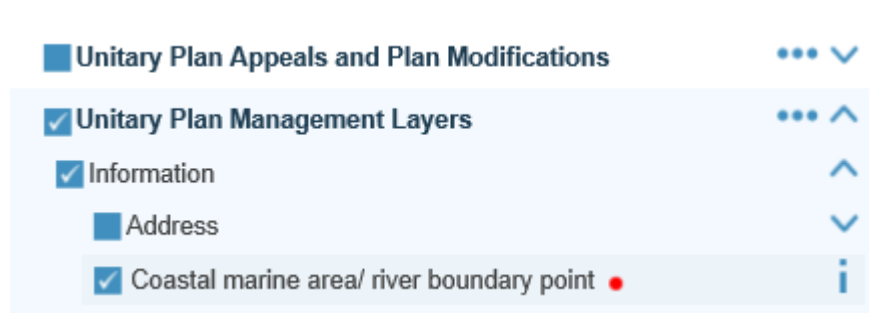 Unitary Plan Appeals and Plan Modifications
Unitary Plan Management Layers
Information
Address
Coastal marine area/ river boundary point